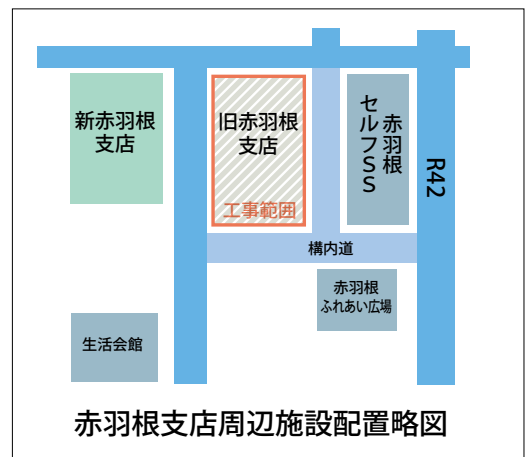 新赤羽根
支店
旧赤羽根
支店
工事範囲
赤羽根
セルフSS
R42
構内道
赤羽根
ふれあい広場
生活会館
赤羽根支店周辺施設配置略図